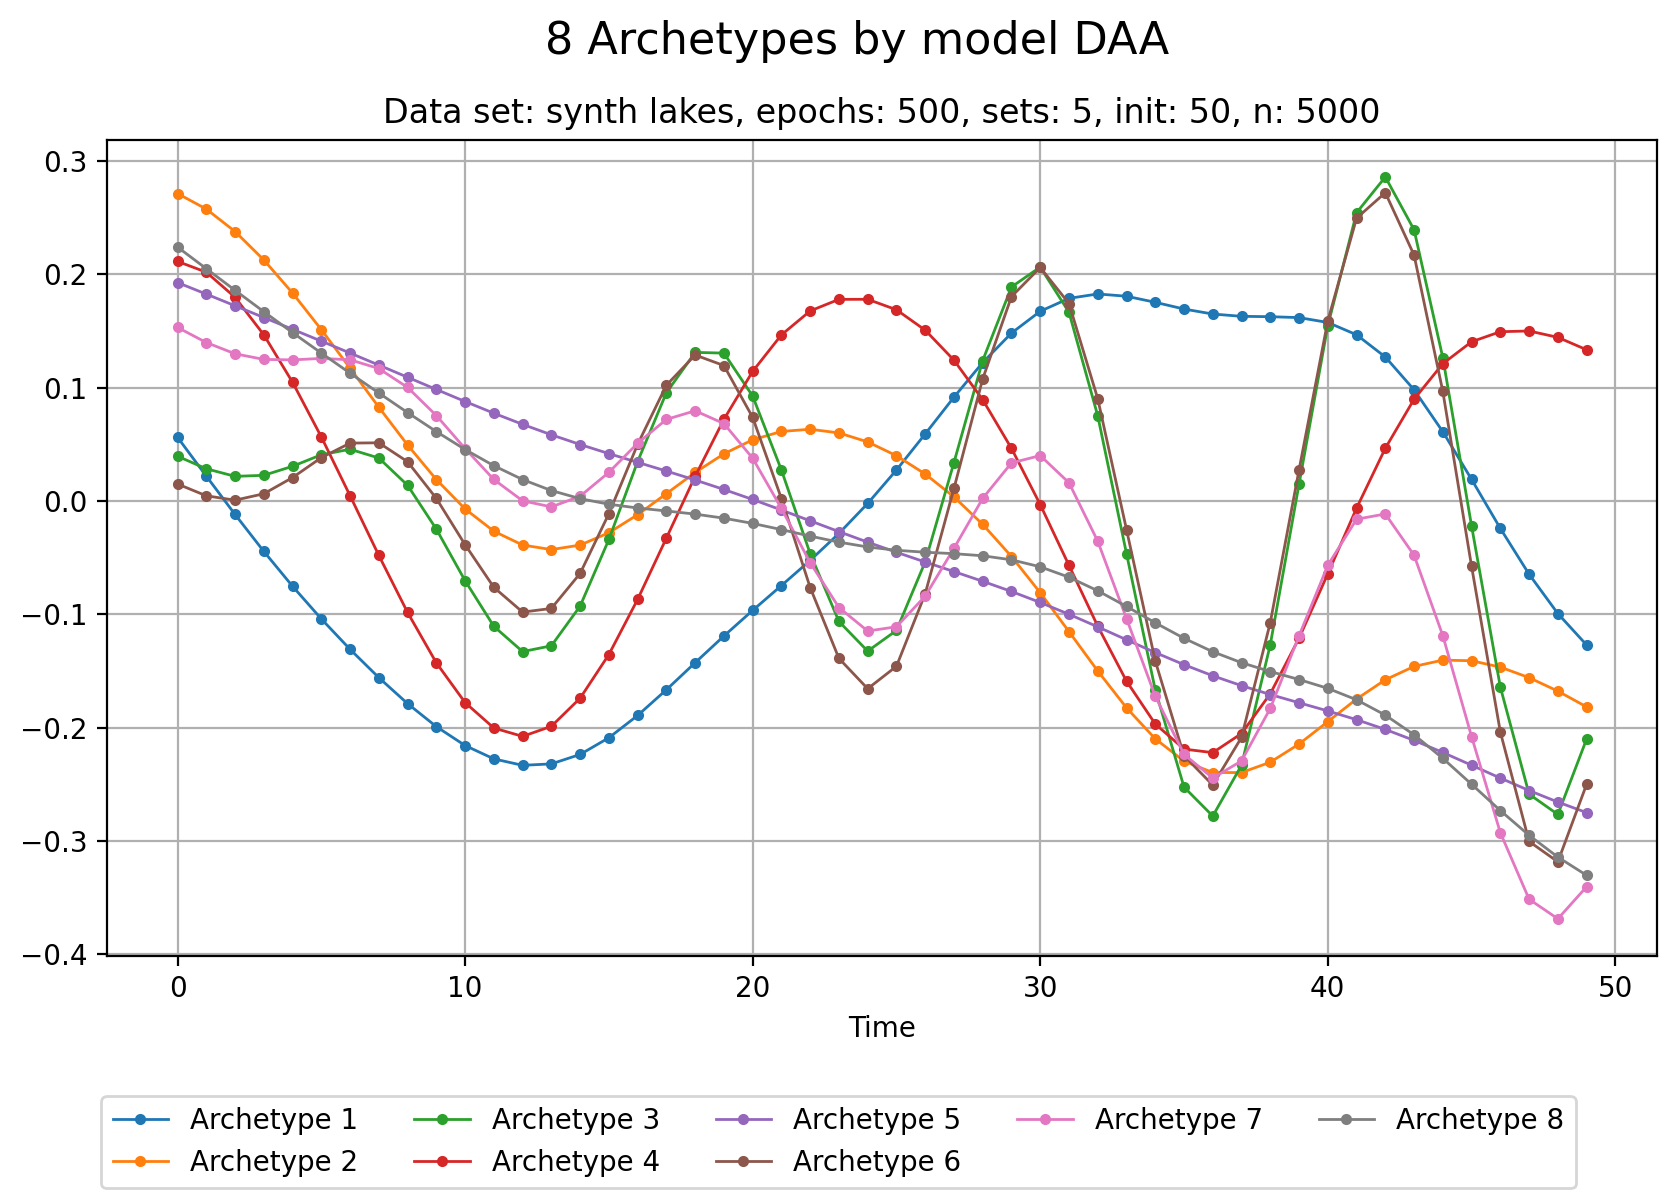 8 Archetypes by model DAA
Data set: synth lakes, epochs: 500, sets: 5, init: 50, n: 5000
0.3
0.2
0.1
0.0
−0.1
−0.2
−0.3
−0.4
0 10 20 30 40 50
Time
Archetype 1 Archetype 3 Archetype 5 Archetype 7 Archetype 8
Archetype 2 Archetype 4 Archetype 6